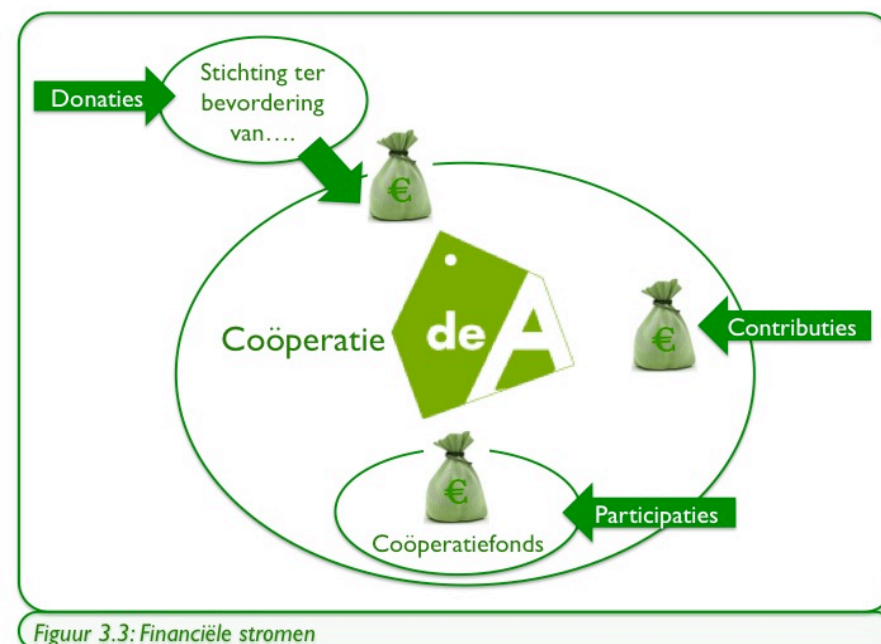 Donaties
Stichting ter
bevordering
van....
€
Coöperatie
de A
€
Contributies
€
Participaties
Coöperatiefonds
Figuur 3.3: Financiële stromen